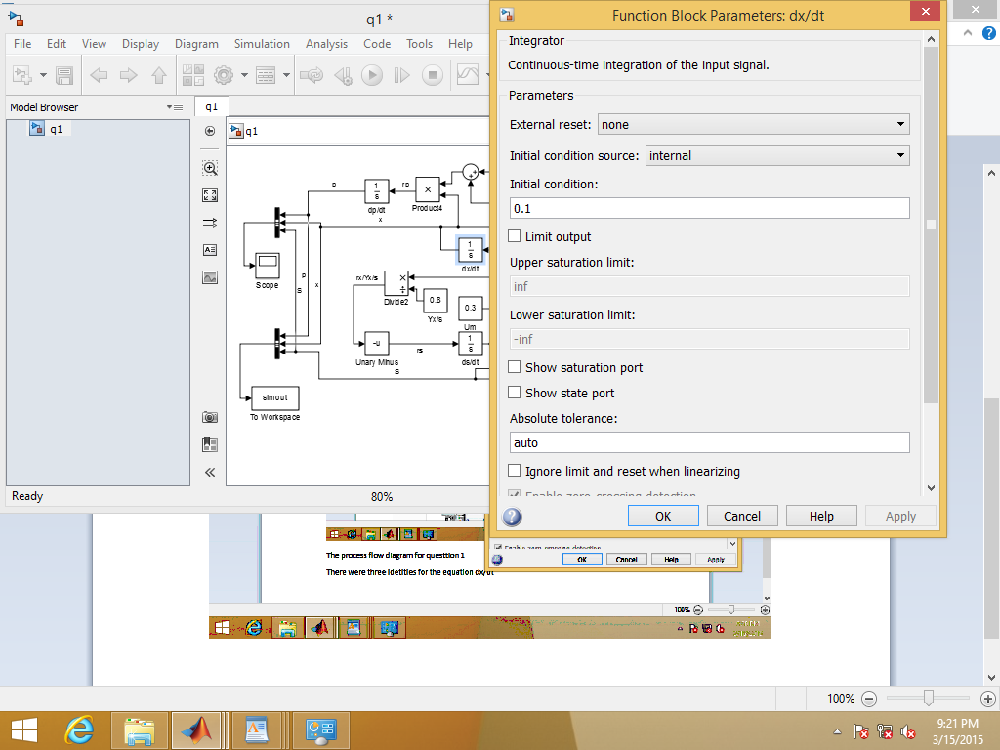 q1 *
File Edit View Display Diagram Simulation Analysis Code Tools Help
Model Browser
q1
q1
q1
p
1
s
dp/dt
x
rp
×
Product4
+
+
1
s
dx/dt
Scope
p
S
x
rx/Yx/s
×
÷
Divide2
0.8
Yx/s
0.3
Um
-u
Unary Minus
S
rs
1
s
ds/dt
simout
To Workspace
Ready
80%
Function Block Parameters: dx/dt
Integrator
Continuous-time integration of the input signal.
Parameters
External reset: none
Initial condition source: internal
Initial condition:
0.1
Limit output
Upper saturation limit:
inf
Lower saturation limit:
-inf
Show saturation port
Show state port
Absolute tolerance:
auto
Ignore limit and reset when linearizing
Enable zero-crossing detection
OK Cancel Help Apply
Enable zero-crossing detection
OK Cancel Help Apply
The process flow diagram for question 1
There were three identities for the equation dx/dt
100%
100%
9:21 PM
3/15/2015